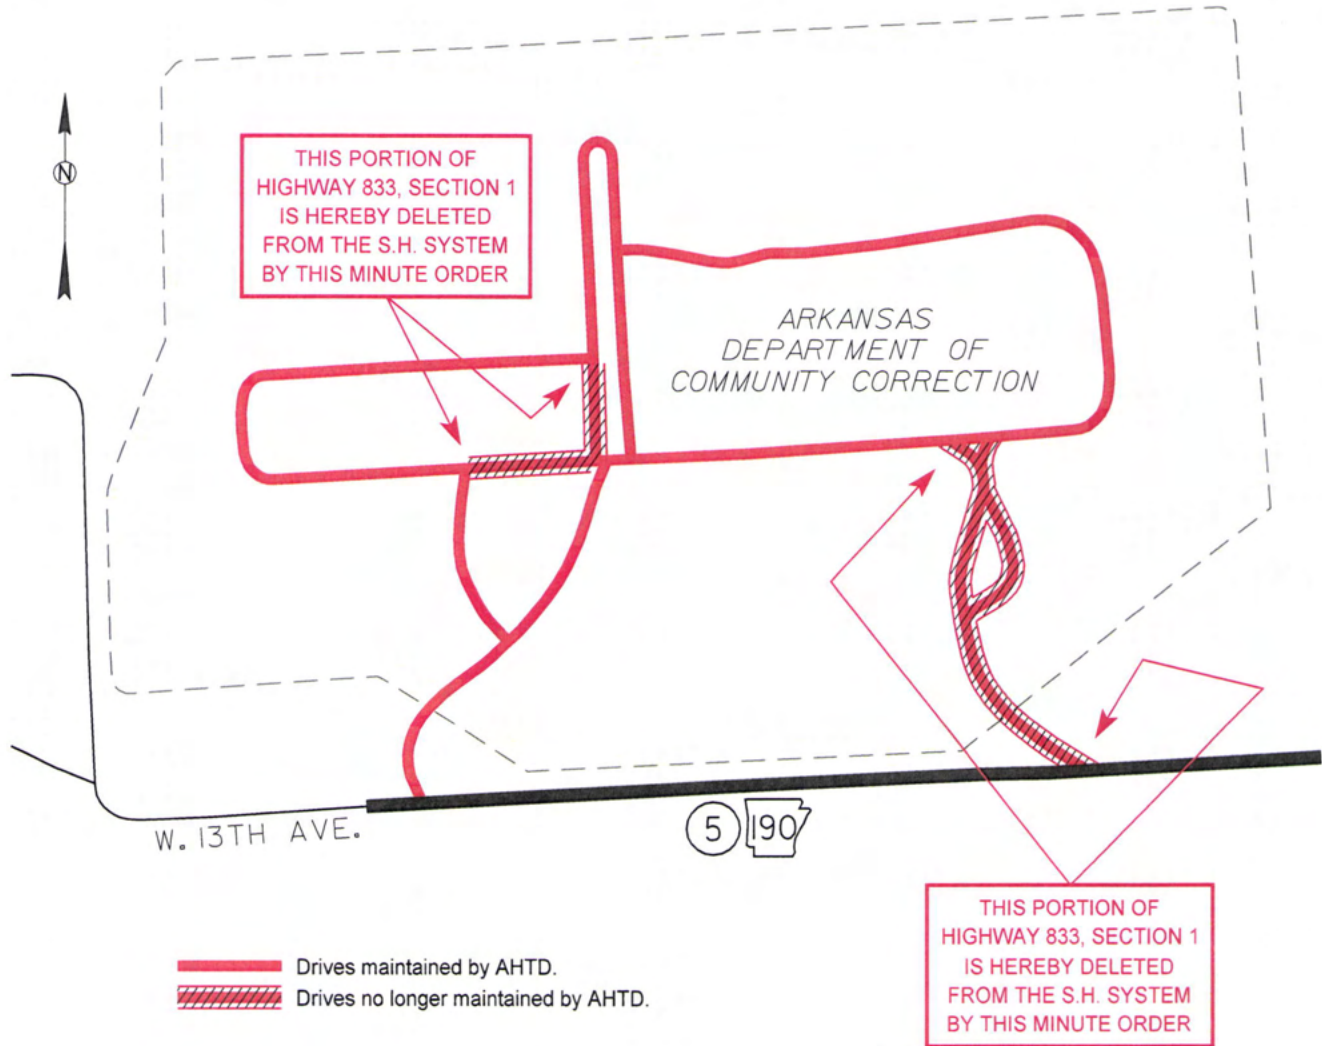 N
THIS PORTION OF
HIGHWAY 833, SECTION 1
IS HEREBY DELETED
FROM THE S.H. SYSTEM
BY THIS MINUTE ORDER
ARKANSAS
DEPARTMENT OF
COMMUNITY CORRECTION
W. 13TH AVE.
5 190
THIS PORTION OF
HIGHWAY 833, SECTION 1
IS HEREBY DELETED
FROM THE S.H. SYSTEM
BY THIS MINUTE ORDER
Drives maintained by AHTD.
Drives no longer maintained by AHTD.